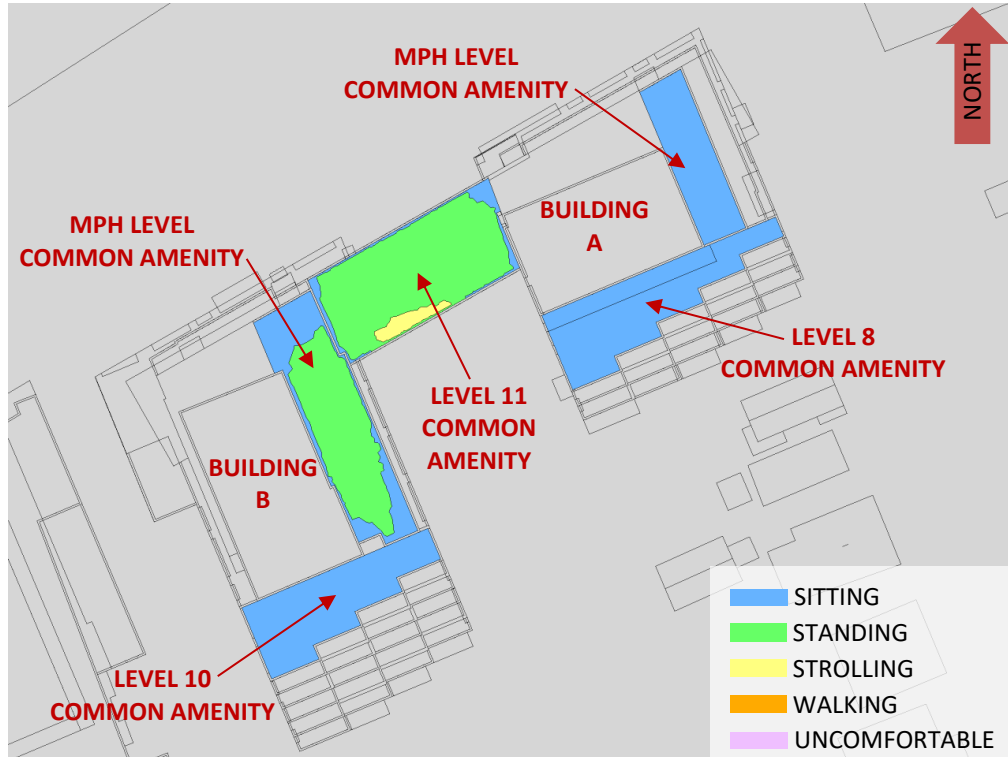 MPH LEVEL
COMMON AMENITY
NORTH
MPH LEVEL
COMMON AMENITY
BUILDING
A
LEVEL 8
COMMON AMENITY
LEVEL 11
COMMON
AMENITY
BUILDING
B
LEVEL 10
COMMON AMENITY
SITTING
STANDING
STROLLING
WALKING
UNCOMFORTABLE